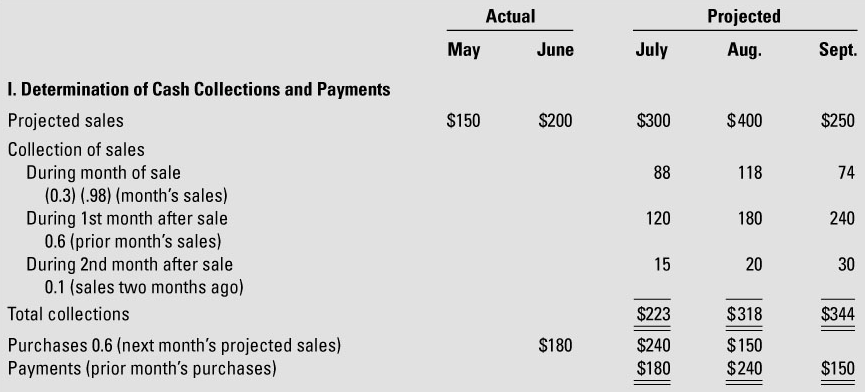 Actual Projected
May June July Aug. Sept.
I. Determination of Cash Collections and Payments
Projected sales $150 $200 $300 $400 $250
Collection of sales
During month of sale 88 118 74
(0.3) (.98) (month's sales)
During 1st month after sale 120 180 240
0.6 (prior month's sales)
During 2nd month after sale 15 20 30
0.1 (sales two months ago)
Total collections $223 $318 $344
Purchases 0.6 (next month's projected sales) $180 $240 $150
Payments (prior month's purchases) $180 $240 $150